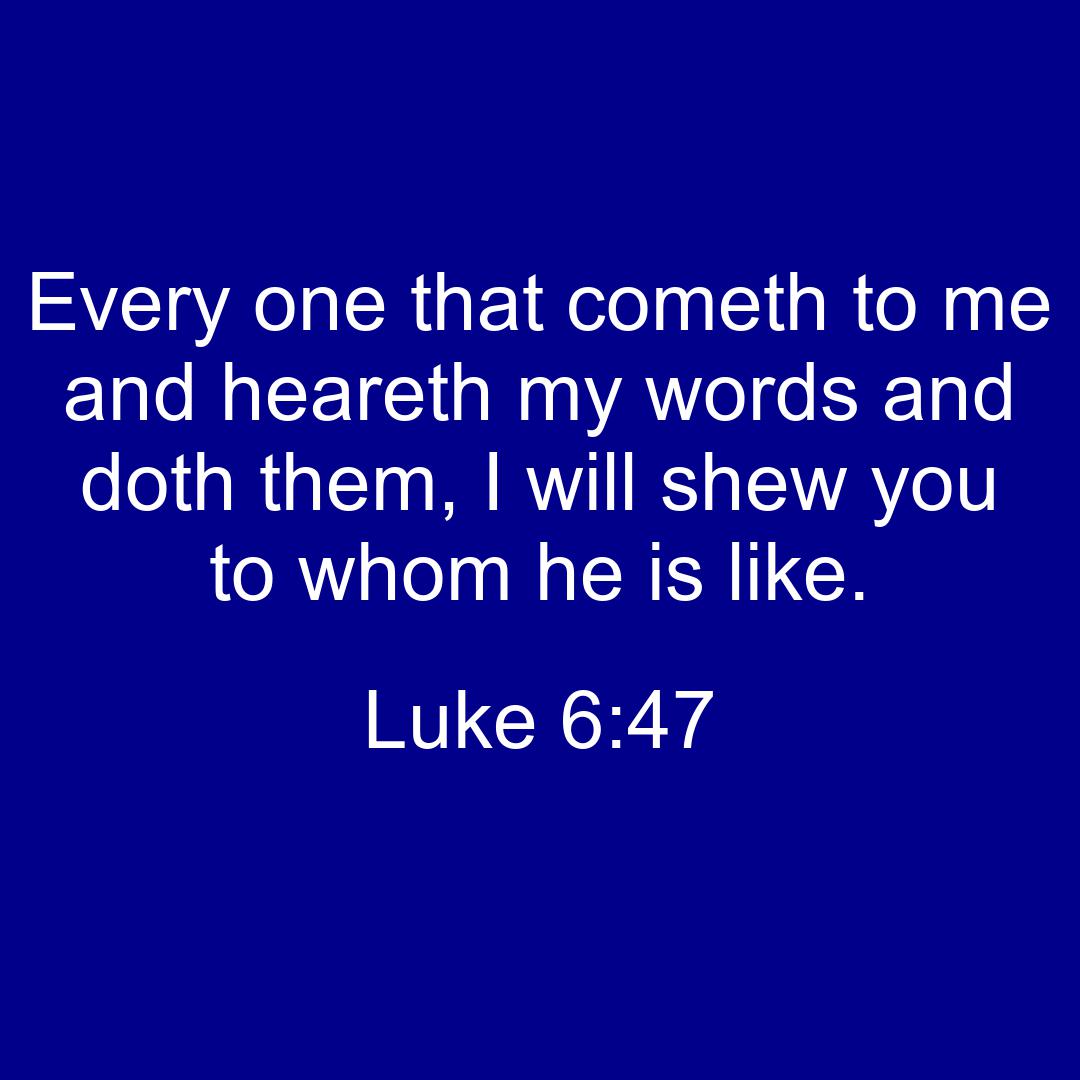 Every one that cometh to me
and heareth my words and
doth them, I will shew you
to whom he is like.
Luke 6:47